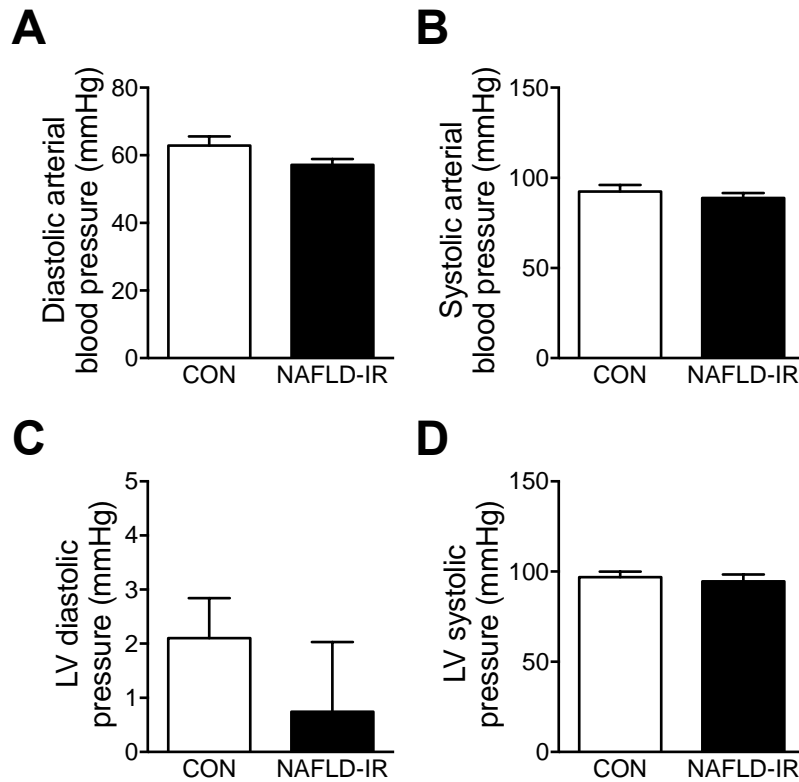 A
Diastolic arterial
blood pressure (mmHg)
80
60
40
20
0
CON
NAFLD-IR
B
Systolic arterial
blood pressure (mmHg)
150
100
50
0
CON
NAFLD-IR
C
LV diastolic
pressure (mmHg)
5
4
3
2
1
0
CON
NAFLD-IR
D
LV systolic
pressure (mmHg)
150
100
50
0
CON
NAFLD-IR